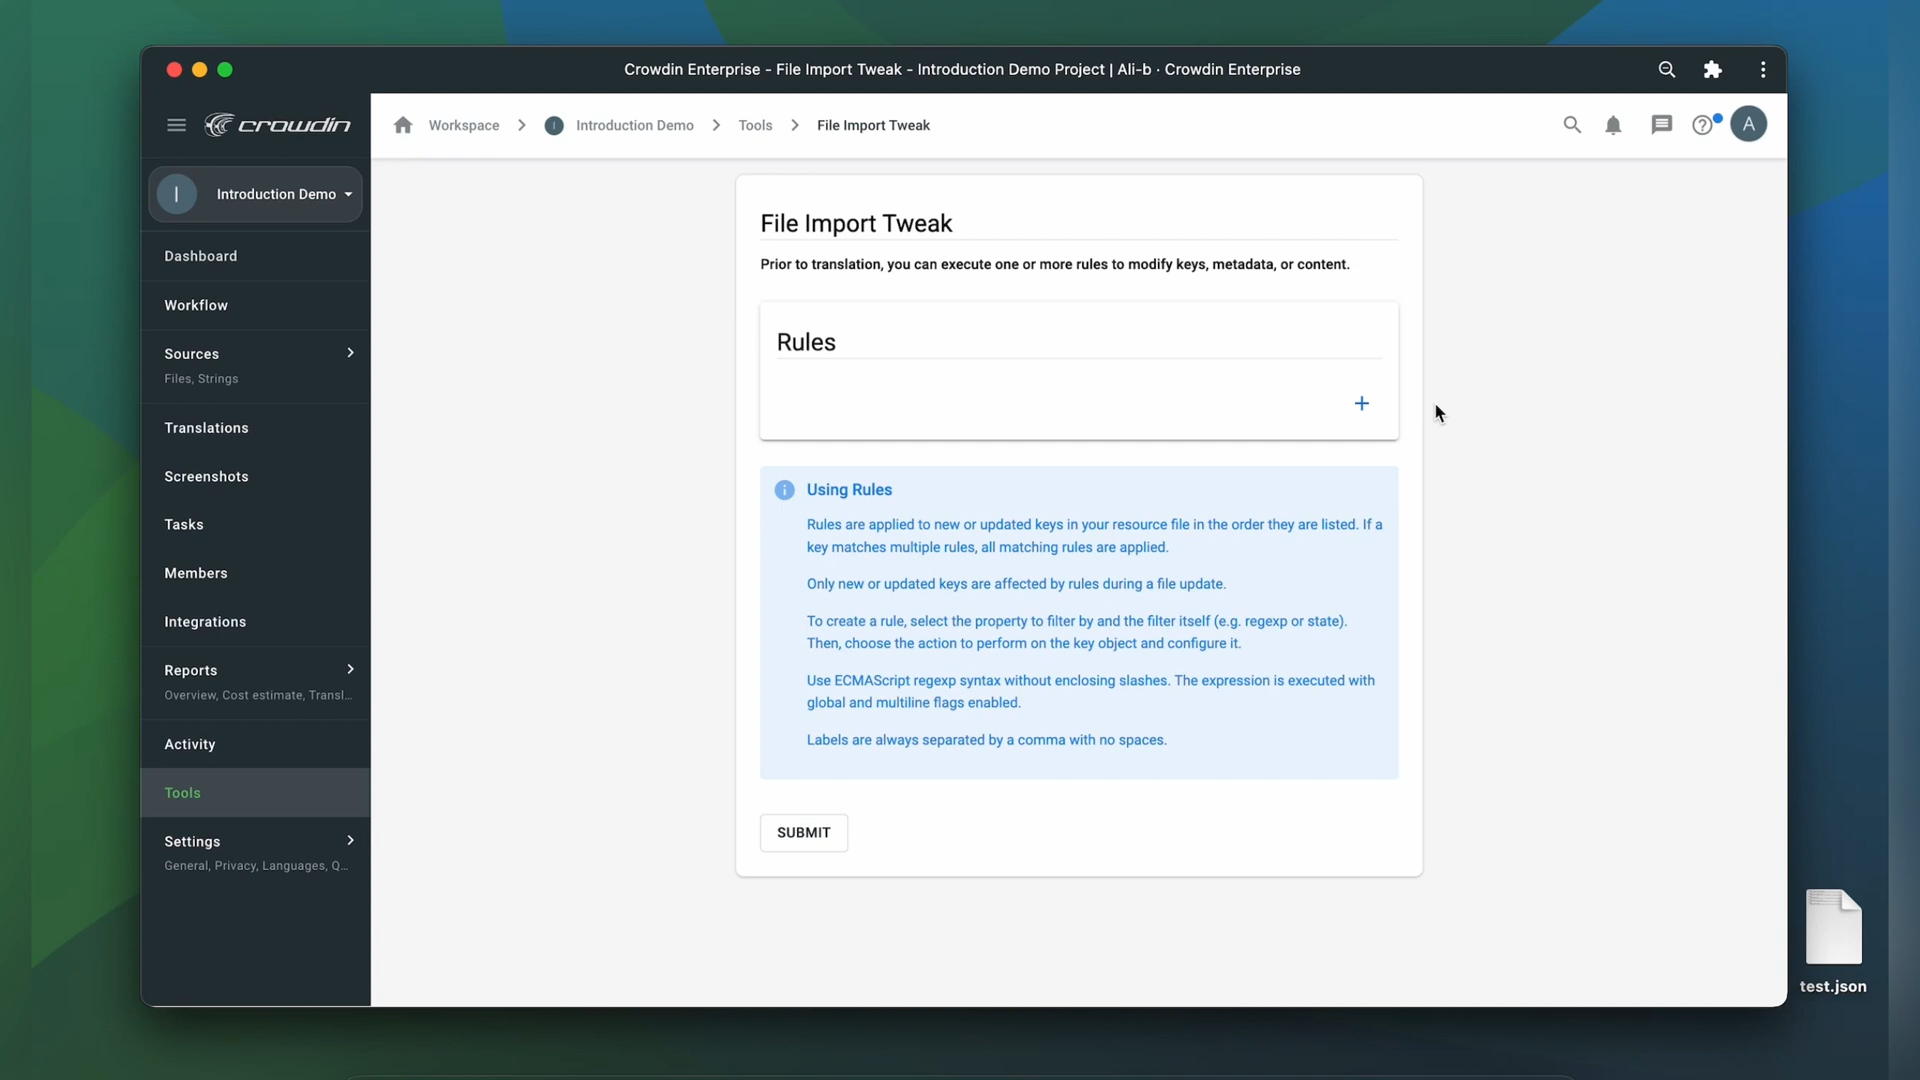 Crowdin Enterprise - File Import Tweak - Introduction Demo Project | Ali-b · Crowdin Enterprise
crowdin
Workspace
I
Introduction Demo
Tools
File Import Tweak
A
I
Introduction Demo
Dashboard
Workflow
Sources
Files, Strings
Translations
Screenshots
Tasks
Members
Integrations
Reports
Overview, Cost estimate, Transl...
Activity
Tools
Settings
General, Privacy, Languages, Q...
File Import Tweak
Prior to translation, you can execute one or more rules to modify keys, metadata, or content.
Rules
+
Using Rules
Rules are applied to new or updated keys in your resource file in the order they are listed. If a
key matches multiple rules, all matching rules are applied.
Only new or updated keys are affected by rules during a file update.
To create a rule, select the property to filter by and the filter itself (e.g. regexp or state).
Then, choose the action to perform on the key object and configure it.
Use ECMAScript regexp syntax without enclosing slashes. The expression is executed with
global and multiline flags enabled.
Labels are always separated by a comma with no spaces.
SUBMIT
test.json